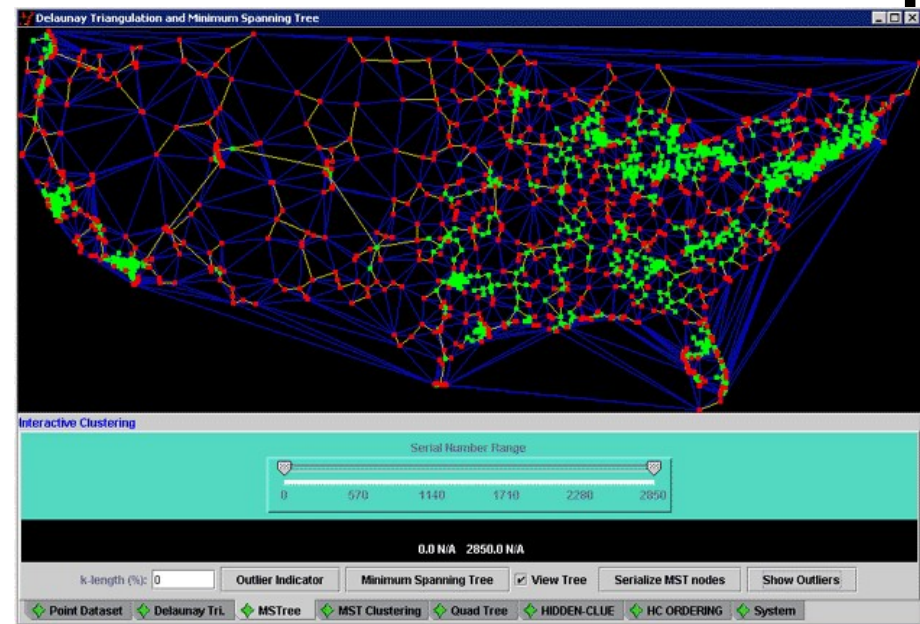 Delaunay Triangulation and Minimum Spanning Tree
Interactive Clustering
Serial Number Range
0 570 1140 1710 2280 2850
0.0 N/A 2850.0 N/A
k-length (%): 0 Outlier Indicator Minimum Spanning Tree View Tree Serialize MST nodes Show Outliers
Point Dataset Delaunay Tri. MSTree MST Clustering Quad Tree HIDDEN-CLUE HC ORDERING System